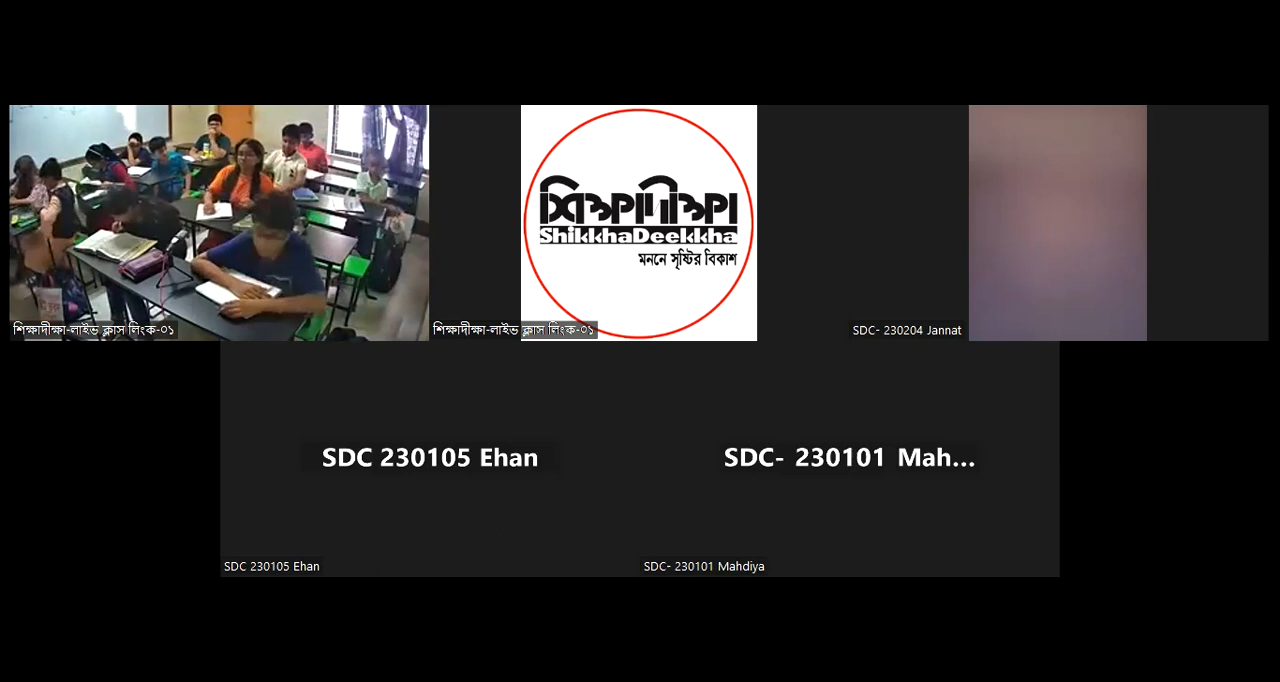 শিক্ষাদীক্ষা
ShikkhaDeekkha
মননে সৃষ্টির বিকাশ
শিক্ষাদীক্ষা-লাইভ ক্লাস লিংক-০১
শিক্ষাদীক্ষা-লাইভ ক্লাস লিংক-০১
SDC- 230204 Jannat
SDC 230105 Ehan
SDC- 230101 Mah...
SDC 230105 Ehan
SDC- 230101 Mahdiya